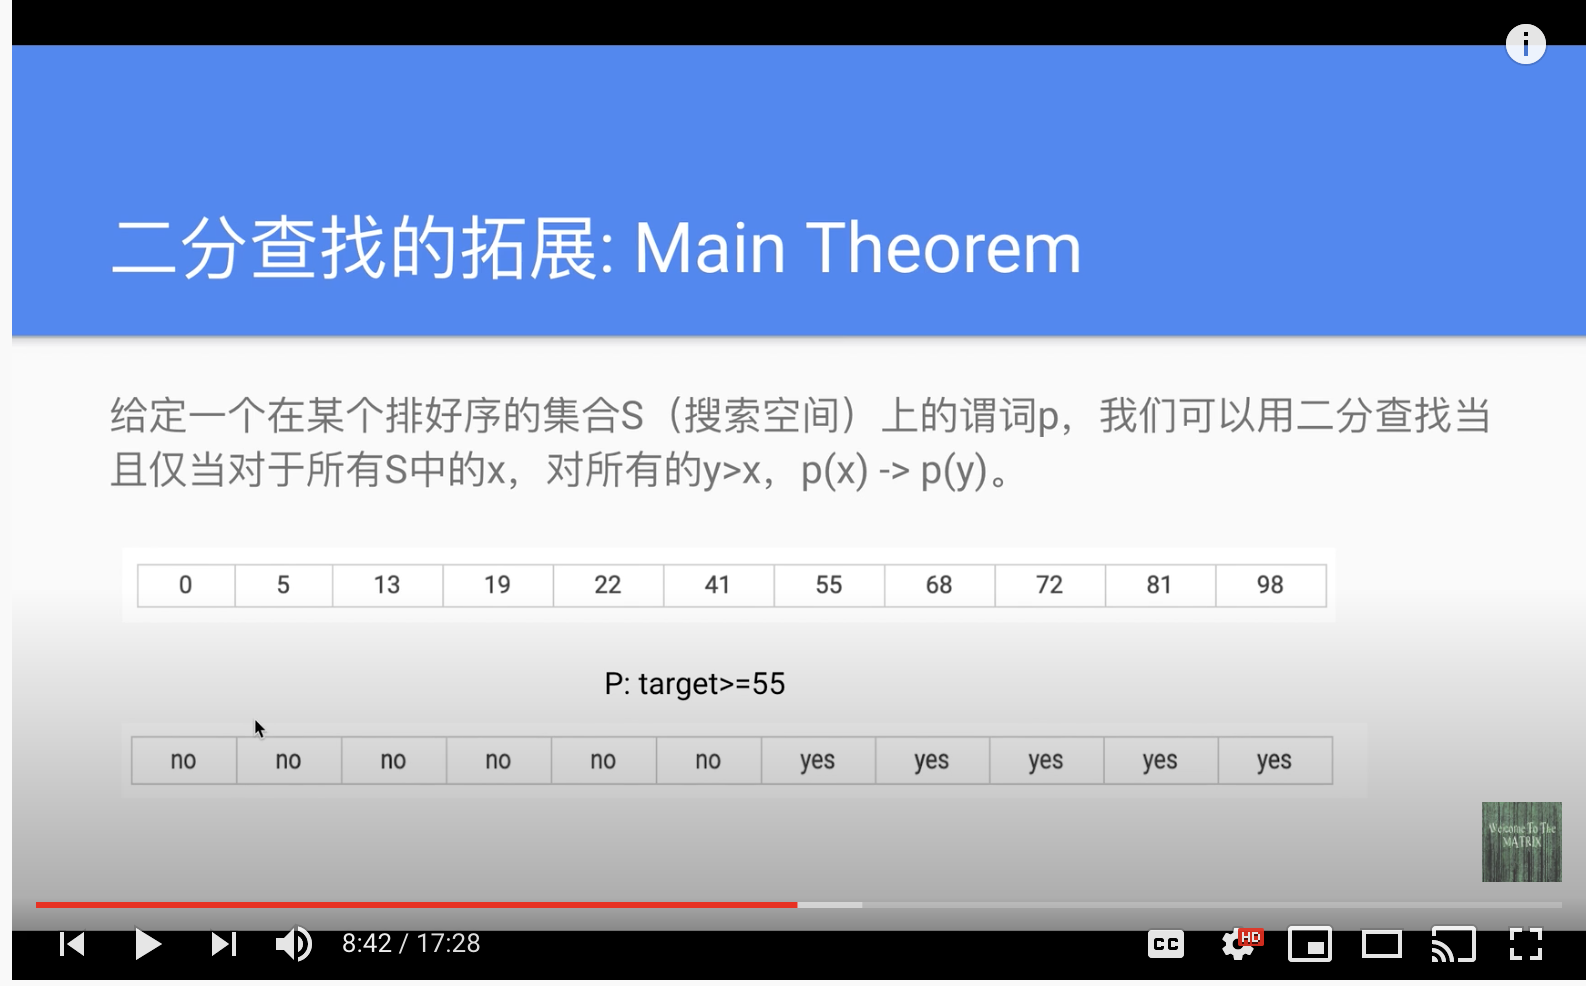 二分查找的拓展: Main Theorem
给定一个在某个排好序的集合S（搜索空间）上的谓词p，我们可以用二分查找当
且仅当对于所有S中的x，对所有的y>x，p(x) -> p(y)。
0 5 13 19 22 41 55 68 72 81 98
P: target>=55
no no no no no no yes yes yes yes yes
Welcome To The
MATRIX
8:42 / 17:28 CC HD